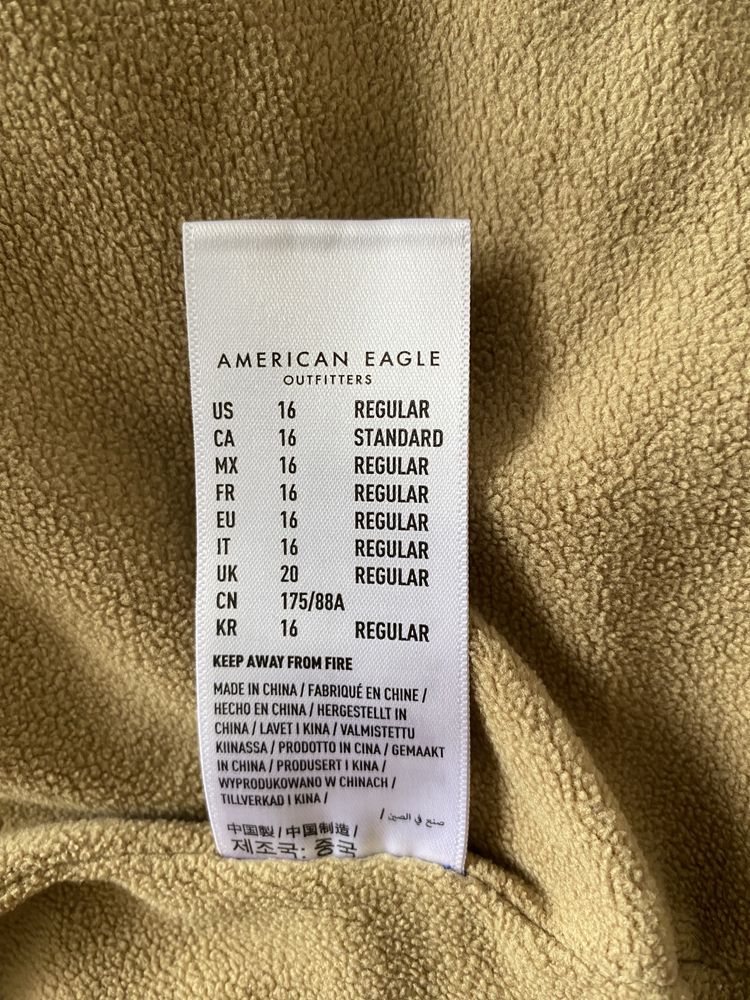 AMERICAN EAGLE
OUTFITTERS
US 16 REGULAR
CA 16 STANDARD
MX 16 REGULAR
FR 16 REGULAR
EU 16 REGULAR
IT 16 REGULAR
UK 20 REGULAR
CN 175/88A
KR 16 REGULAR
KEEP AWAY FROM FIRE
MADE IN CHINA / FABRIQUÉ EN CHINE /
HECHO EN CHINA / HERGESTELLT IN
CHINA / LAVET I KINA / VALMISTETTU
KIINASSA / PRODOTTO IN CINA / GEMAAKT
IN CHINA / PRODUSERT I KINA /
WYPRODUKOWANO W CHINACH /
TILLVERKAD I KINA /
صنع في الصين /
中国製 / 中国制造 /
제조국: 중국